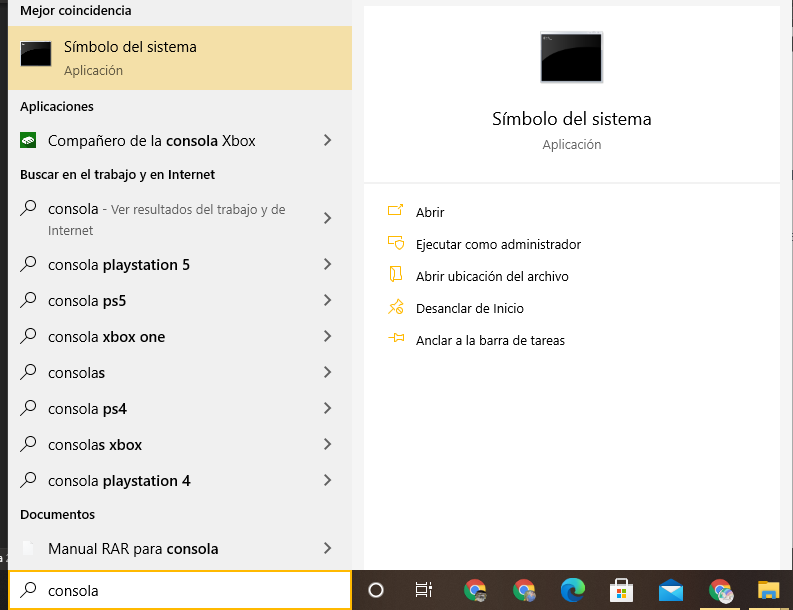 Mejor coincidencia
Símbolo del sistema
Aplicación
Aplicaciones
Compañero de la consola Xbox
Buscar en el trabajo y en Internet
consola - Ver resultados del trabajo y de
Internet
consola playstation 5
consola ps5
consola xbox one
consolas
consola ps4
consolas xbox
consola playstation 4
Documentos
Manual RAR para consola
consola
Símbolo del sistema
Aplicación
Abrir
Ejecutar como administrador
Abrir ubicación del archivo
Desanclar de Inicio
Anclar a la barra de tareas